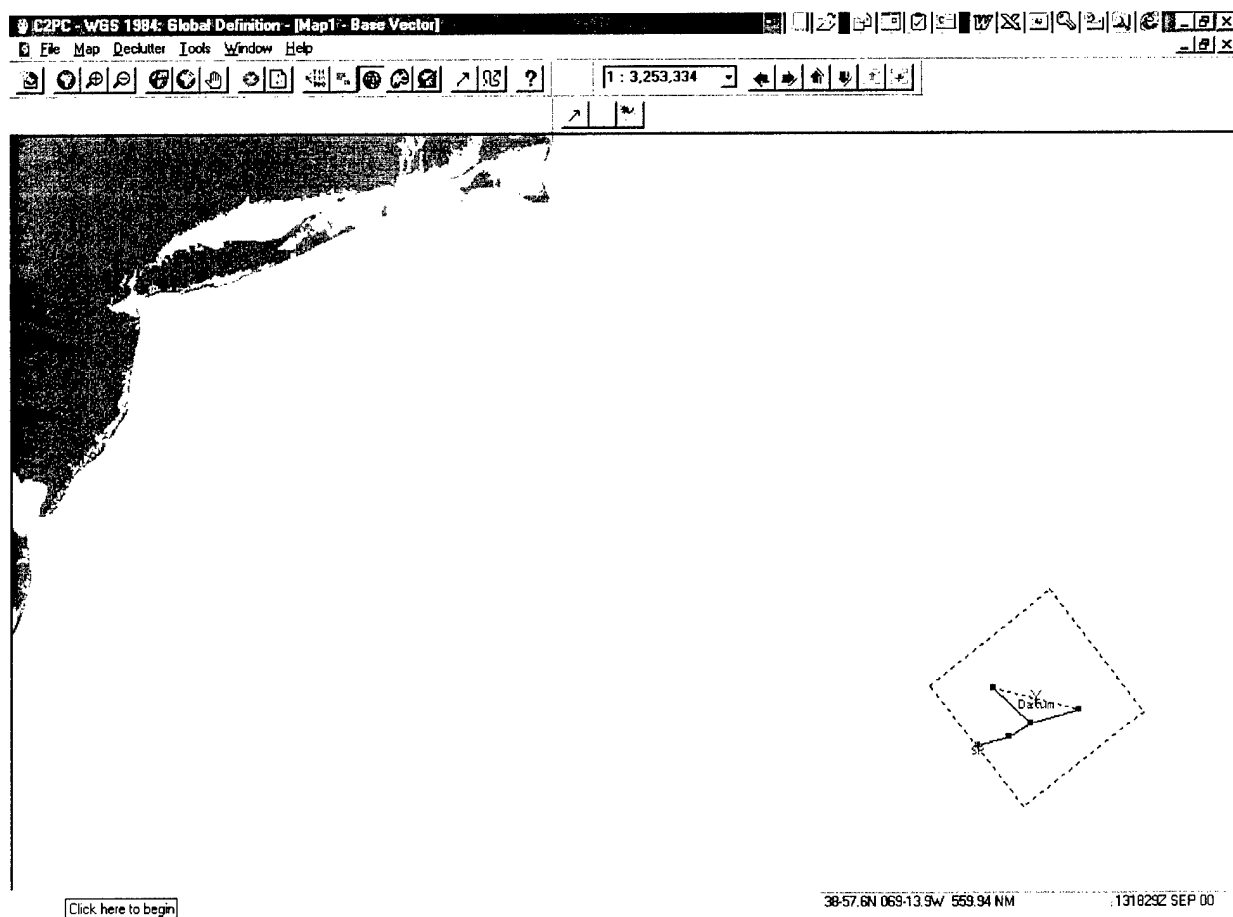 C2PC - WGS 1984: Global Definition - [Map1 - Base Vector]
File Map Declutter Tools Window Help
1 : 3,253,334
Datum
Click here to begin
38-57.6N 069-13.9W 559.94 NM
131829Z SEP 00